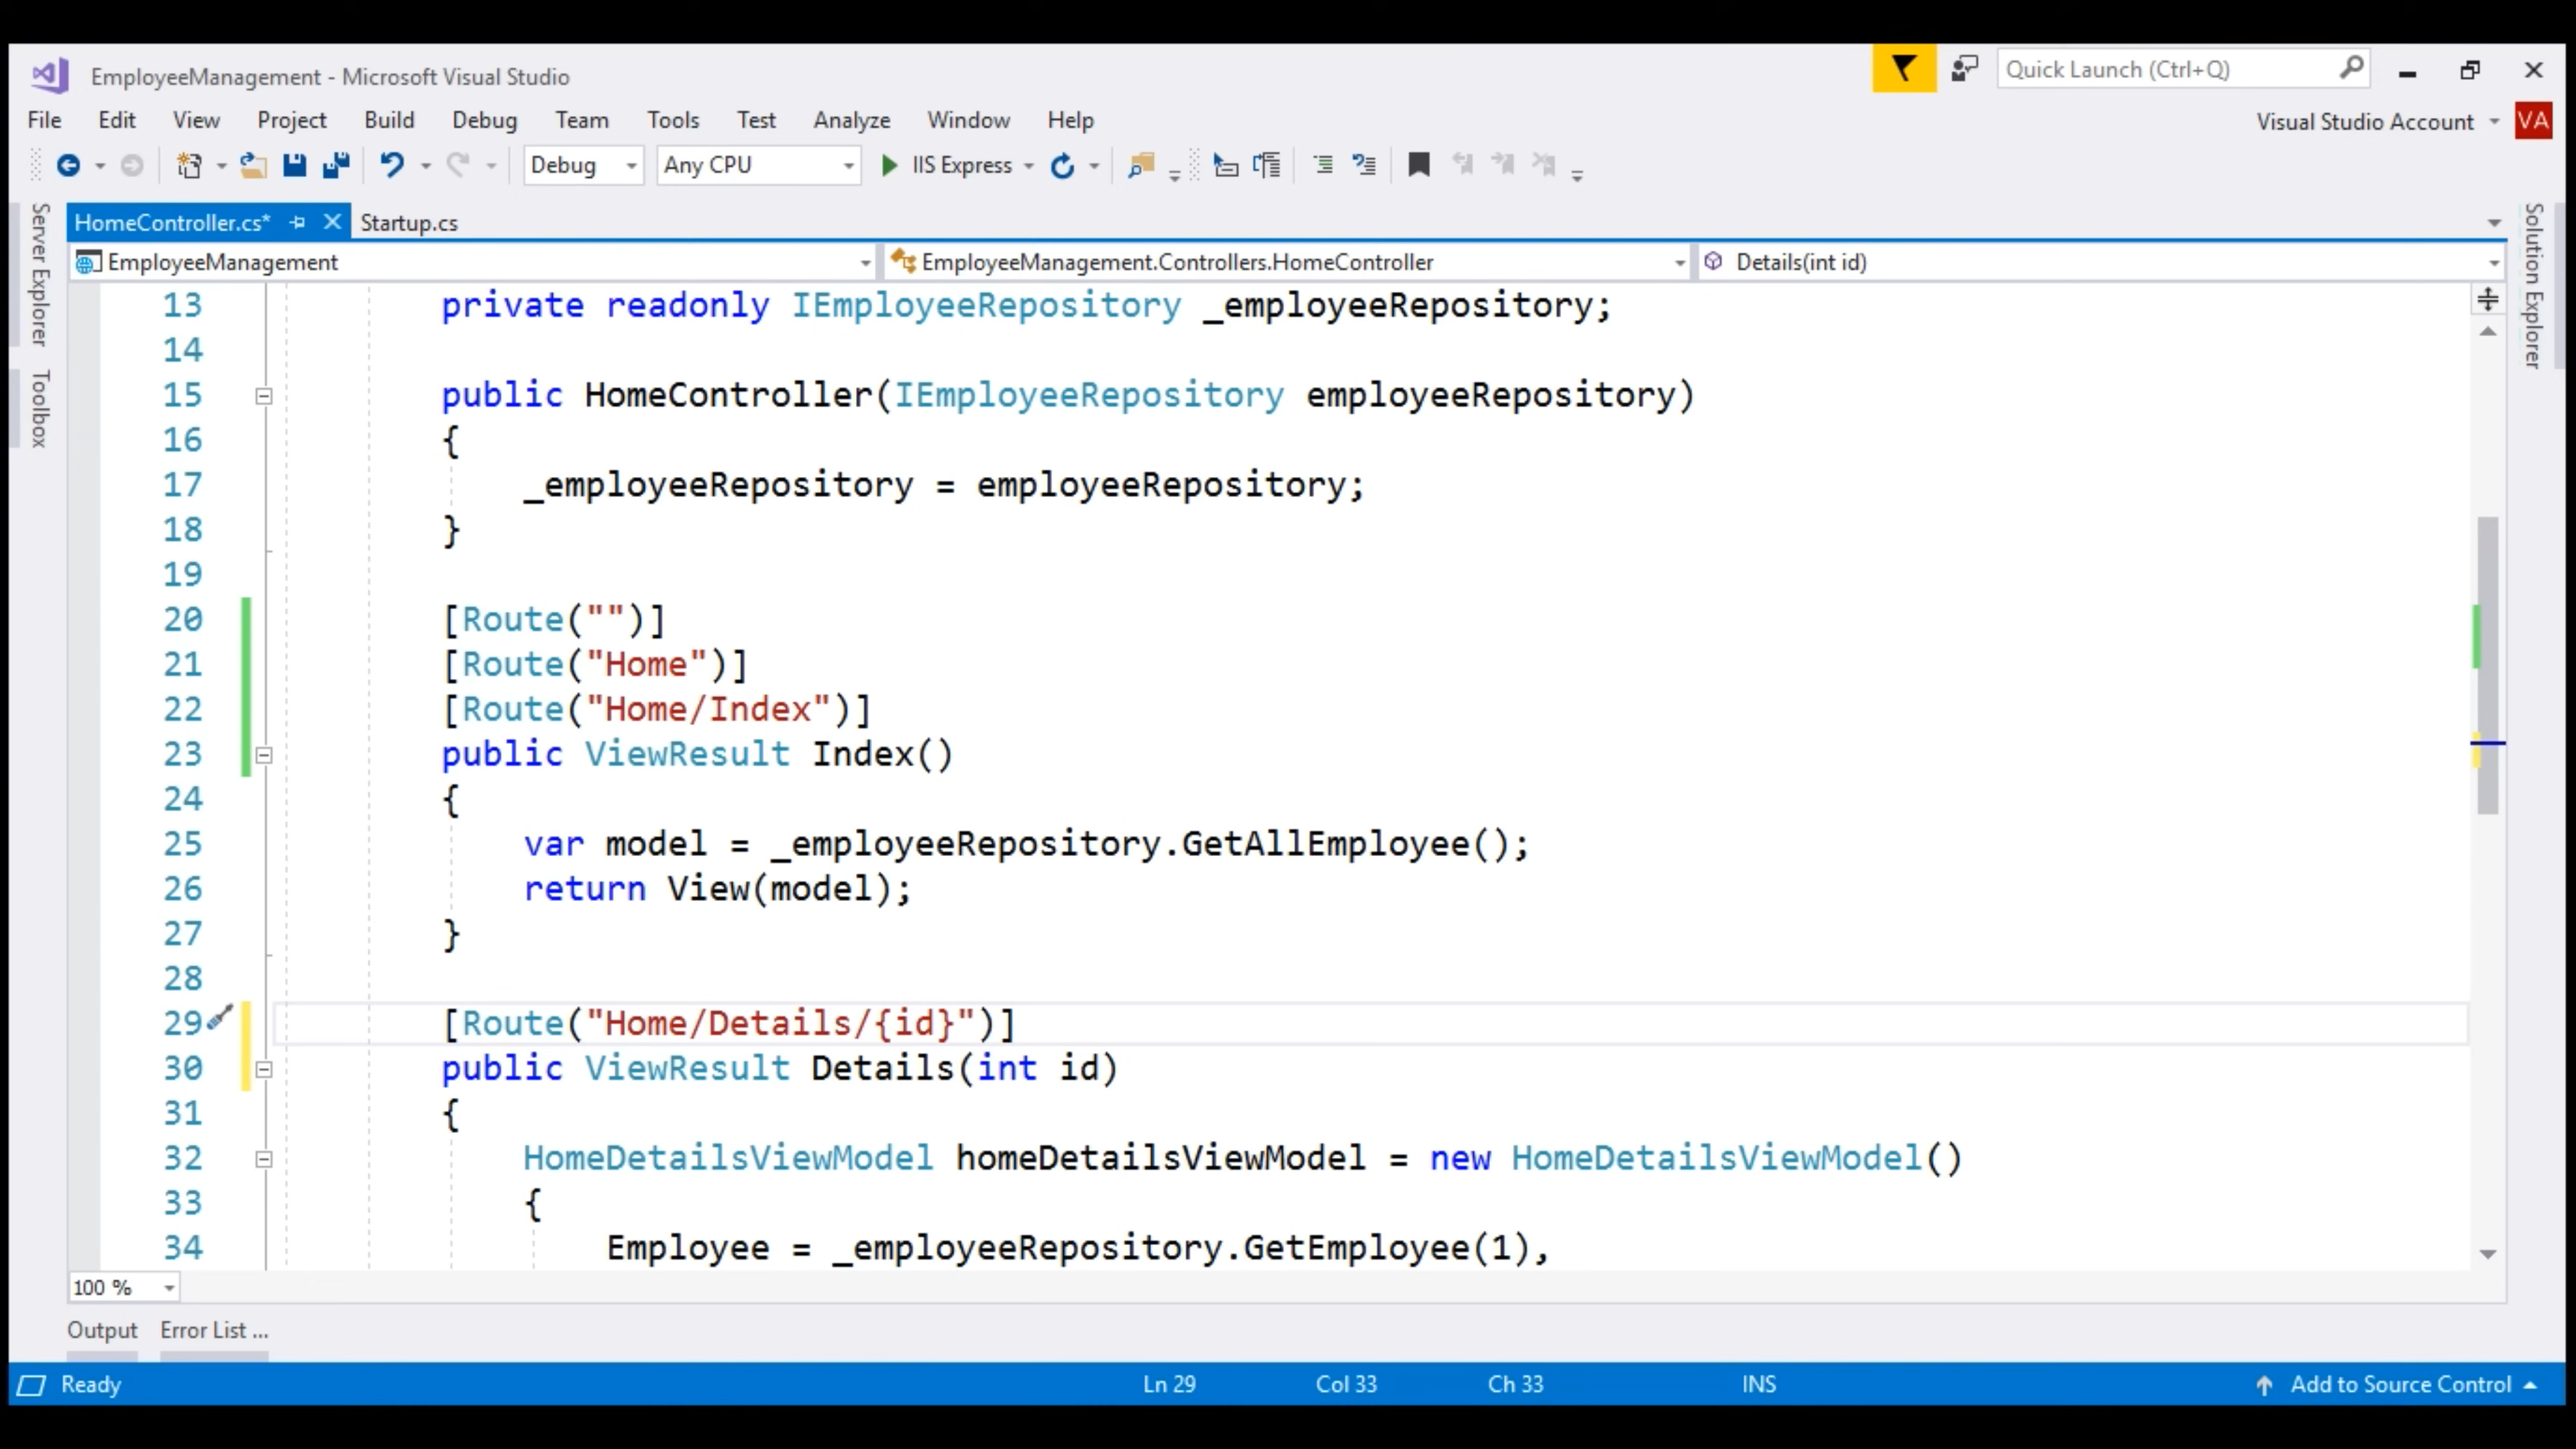 EmployeeManagement - Microsoft Visual Studio
Quick Launch (Ctrl+Q)
File Edit View Project Build Debug Team Tools Test Analyze Window Help
Visual Studio Account VA
Debug Any CPU IIS Express
Server Explorer
Toolbox
Solution Explorer
HomeController.cs* Startup.cs
EmployeeManagement EmployeeManagement.Controllers.HomeController Details(int id)
13 private readonly IEmployeeRepository _employeeRepository;
14
15 public HomeController(IEmployeeRepository employeeRepository)
16 {
17 _employeeRepository = employeeRepository;
18 }
19
20 [Route("")]
21 [Route("Home")]
22 [Route("Home/Index")]
23 public ViewResult Index()
24 {
25 var model = _employeeRepository.GetAllEmployee();
26 return View(model);
27 }
28
29 [Route("Home/Details/{id}")]
30 public ViewResult Details(int id)
31 {
32 HomeDetailsViewModel homeDetailsViewModel = new HomeDetailsViewModel()
33 {
34 Employee = _employeeRepository.GetEmployee(1),
100 %
Output Error List ...
Ready Ln 29 Col 33 Ch 33 INS Add to Source Control